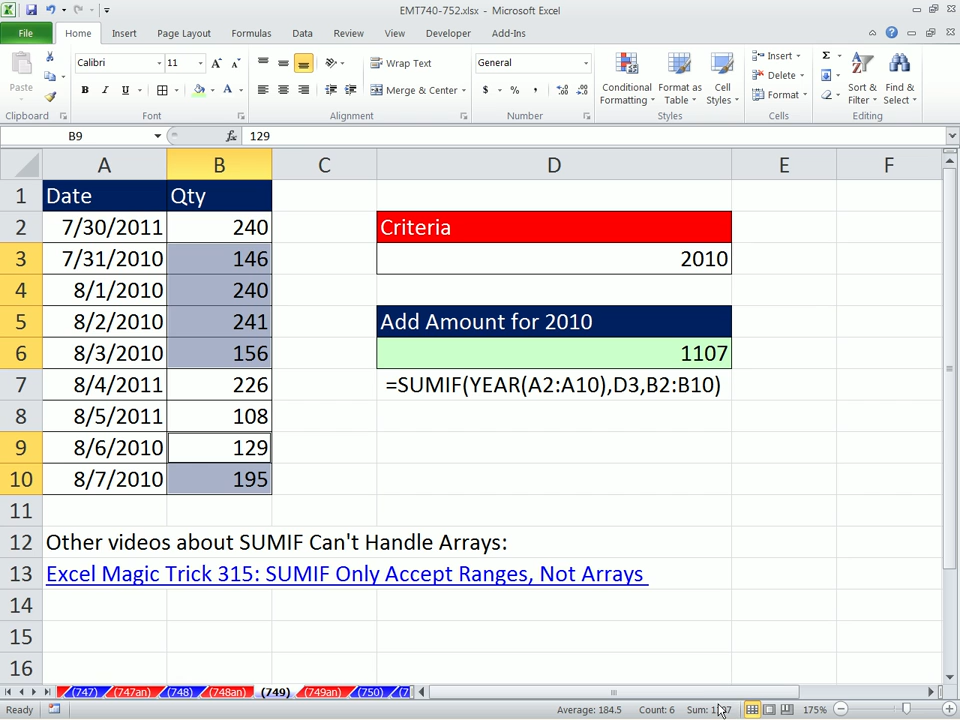 EMT740-752.xlsx - Microsoft Excel
File Home Insert Page Layout Formulas Data Review View Developer Add-Ins
Paste Calibri 11 B I U Wrap Text Merge & Center General $ % , Conditional Formatting Format as Table Cell Styles Insert Delete Format Σ Sort & Filter Find & Select
Clipboard Font Alignment Number Styles Cells Editing
B9 fx 129
A B C D E F
1 Date Qty
2 7/30/2011 240 Criteria
3 7/31/2010 146 2010
4 8/1/2010 240
5 8/2/2010 241 Add Amount for 2010
6 8/3/2010 156 1107
7 8/4/2011 226 =SUMIF(YEAR(A2:A10),D3,B2:B10)
8 8/5/2011 108
9 8/6/2010 129
10 8/7/2010 195
11
12 Other videos about SUMIF Can't Handle Arrays:
13 Excel Magic Trick 315: SUMIF Only Accept Ranges, Not Arrays
14
15
16
(747) (747an) (748) (748an) (749) (749an) (750) (7
Ready Average: 184.5 Count: 6 Sum: 175%